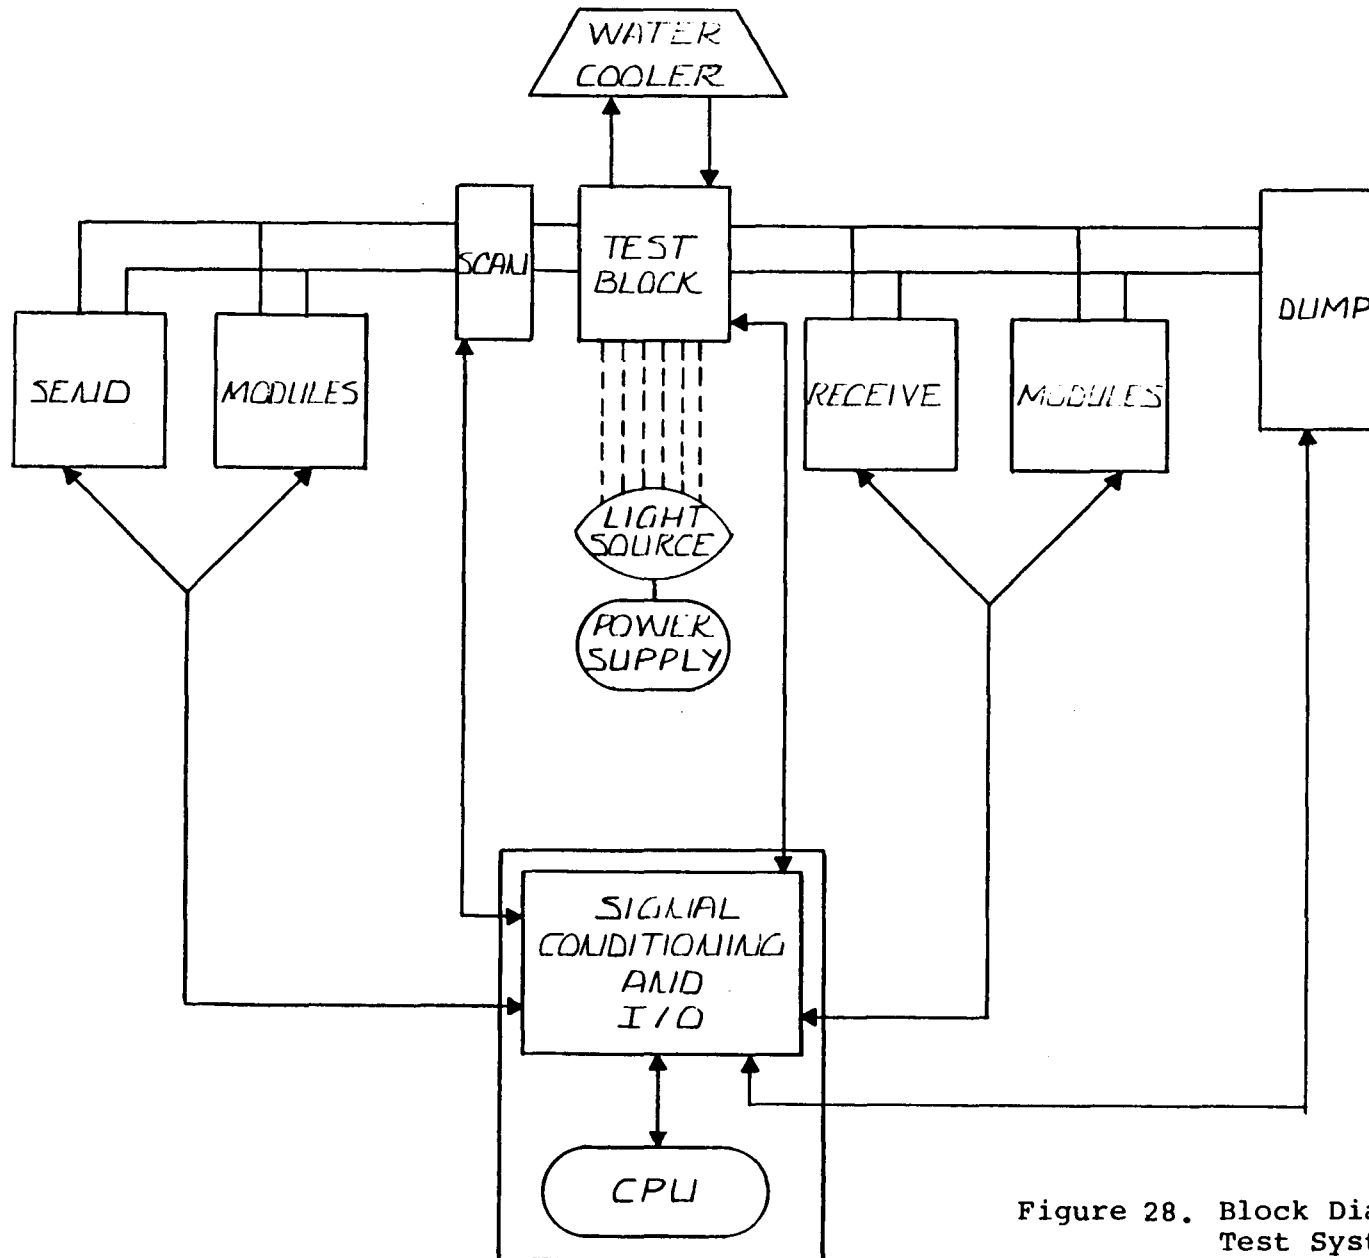 WATER
COOLER
SCAN
TEST
BLOCK
DUMP
SEND
MODULES
RECEIVE
MODULES
LIGHT
SOURCE
POWER
SUPPLY
SIGNAL
CONDITIONING
AND
I/O
CPU
Figure 28. Block Dia
Test Syst